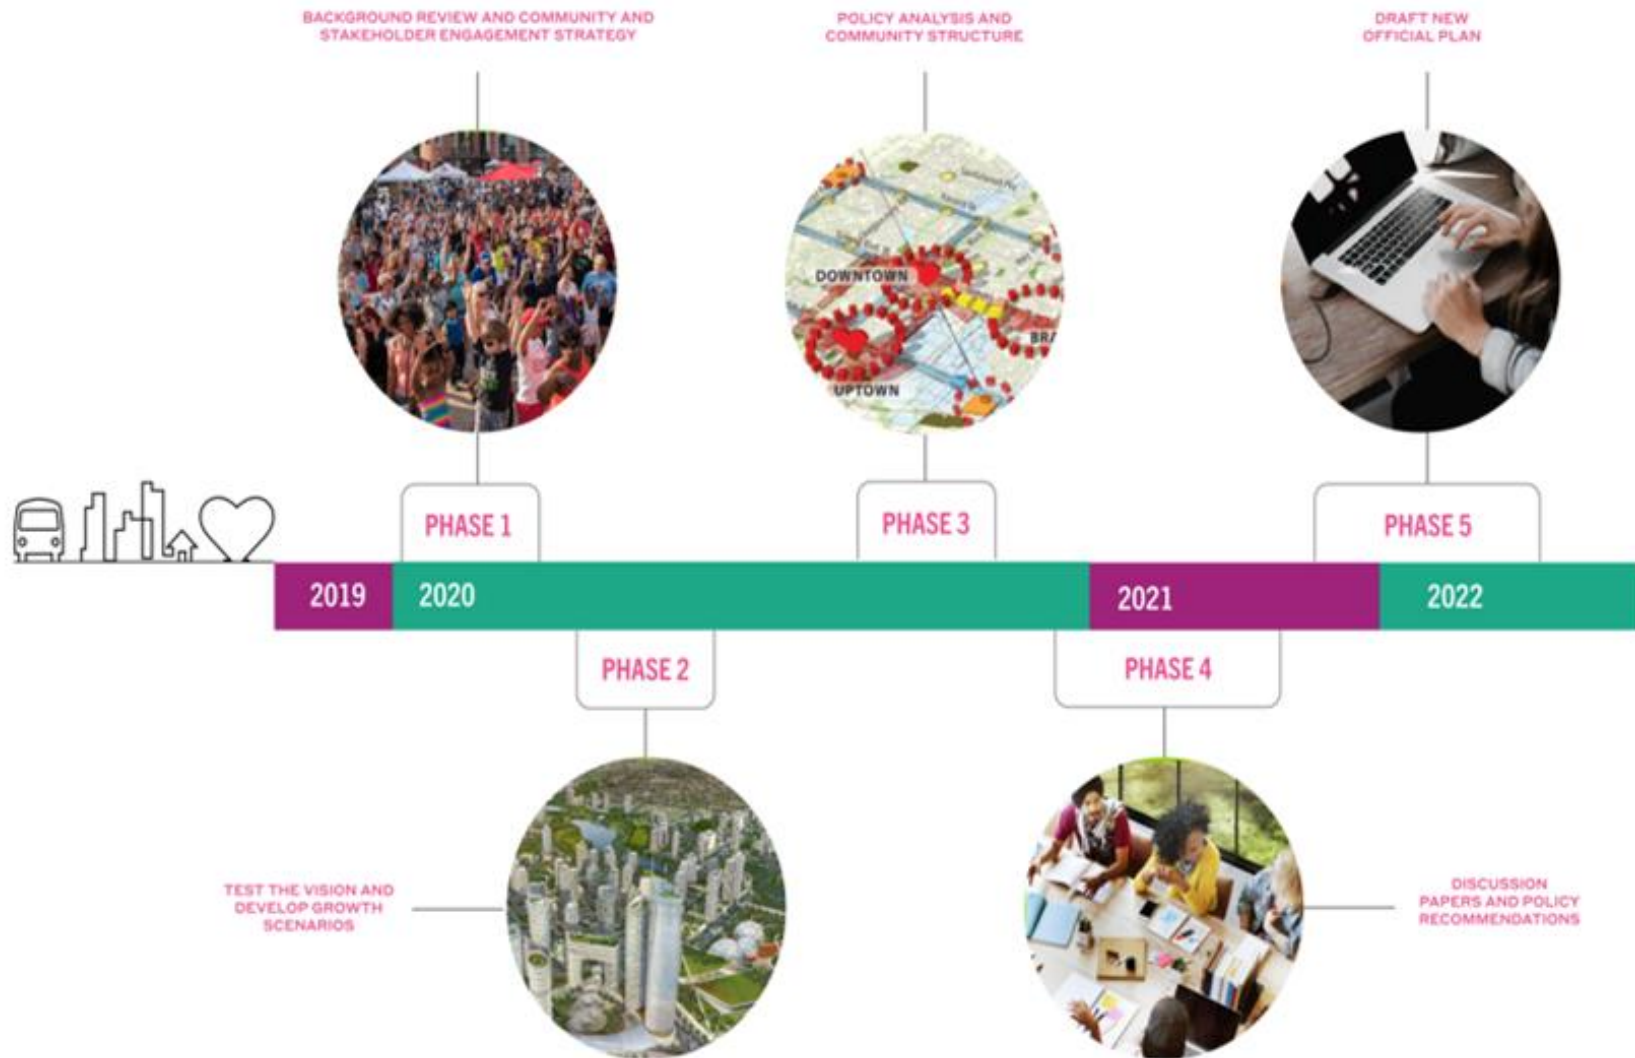 BACKGROUND REVIEW AND COMMUNITY AND
STAKEHOLDER ENGAGEMENT STRATEGY
POLICY ANALYSIS AND
COMMUNITY STRUCTURE
DRAFT NEW
OFFICIAL PLAN
DOWNTOWN
BRA
UPTOWN
PHASE 1
PHASE 3
PHASE 5
2019
2020
2021
2022
PHASE 2
PHASE 4
TEST THE VISION AND
DEVELOP GROWTH
SCENARIOS
DISCUSSION
PAPERS AND POLICY
RECOMMENDATIONS